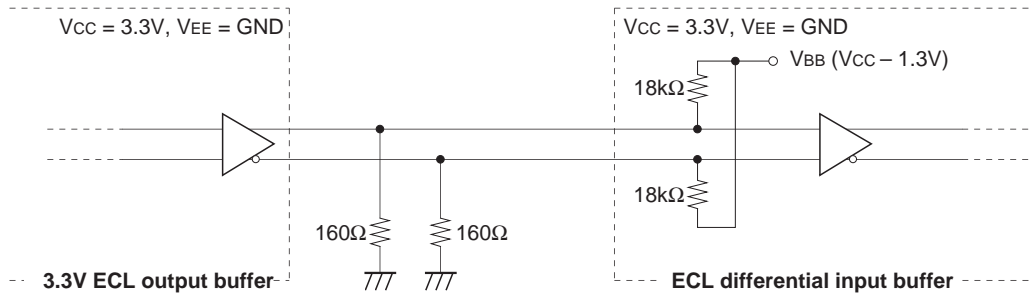 VCC = 3.3V, VEE = GND
VCC = 3.3V, VEE = GND
VBB (VCC – 1.3V)
18kΩ
18kΩ
160Ω
160Ω
3.3V ECL output buffer
ECL differential input buffer